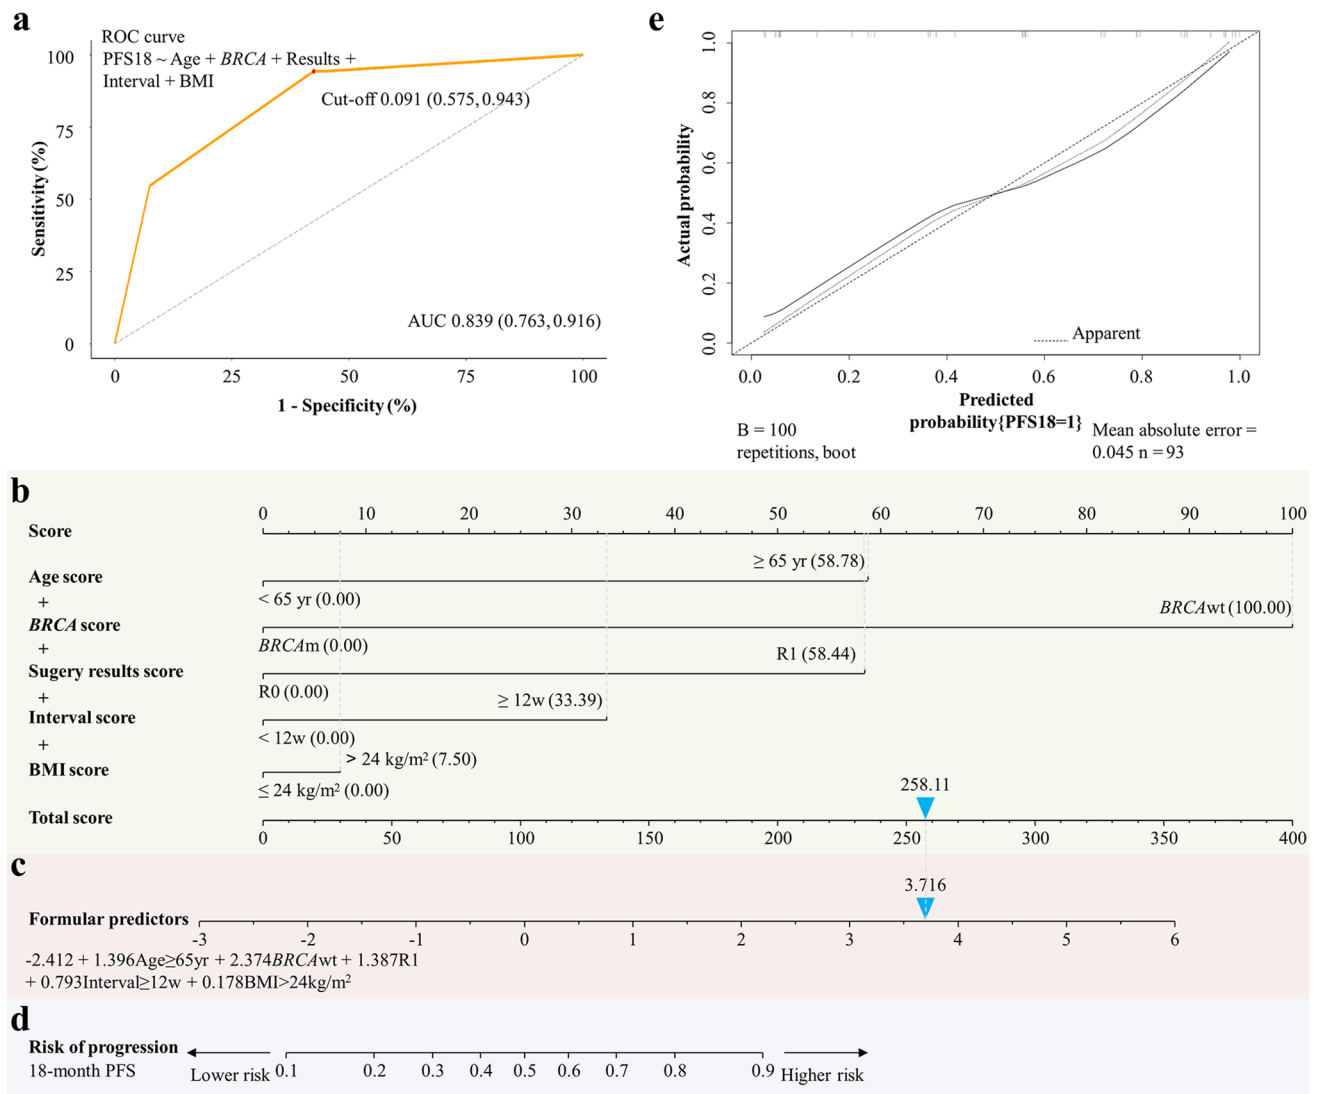 a
ROC curve
PFS18 ~ Age + BRCA + Results +
Interval + BMI
Cut-off 0.091 (0.575, 0.943)
AUC 0.839 (0.763, 0.916)
Sensitivity (%)
100
75
50
25
0
0 25 50 75 100
1 - Specificity (%)
e
Actual probability
1.0
0.8
0.6
0.4
0.2
0.0
Apparent
0.0 0.2 0.4 0.6 0.8 1.0
Predicted
probability{PFS18=1}
B = 100
repetitions, boot
Mean absolute error =
0.045 n = 93
b
0 10 20 30 40 50 60 70 80 90 100
Score
≥ 65 yr (58.78)
Age score
< 65 yr (0.00)
+
BRCAwt (100.00)
BRCA score
BRCAm (0.00)
+
R1 (58.44)
Sugery results score
R0 (0.00)
+
≥ 12w (33.39)
Interval score
< 12w (0.00)
+
> 24 kg/m² (7.50)
BMI score
≤ 24 kg/m² (0.00)
258.11
Total score
0 50 100 150 200 250 300 350 400
c
3.716
Formular predictors
-3 -2 -1 0 1 2 3 4 5 6
-2.412 + 1.396Age≥65yr + 2.374BRCAwt + 1.387R1
+ 0.793Interval≥12w + 0.178BMI>24kg/m²
d
Risk of progression
18-month PFS
Lower risk 0.1 0.2 0.3 0.4 0.5 0.6 0.7 0.8 0.9 Higher risk